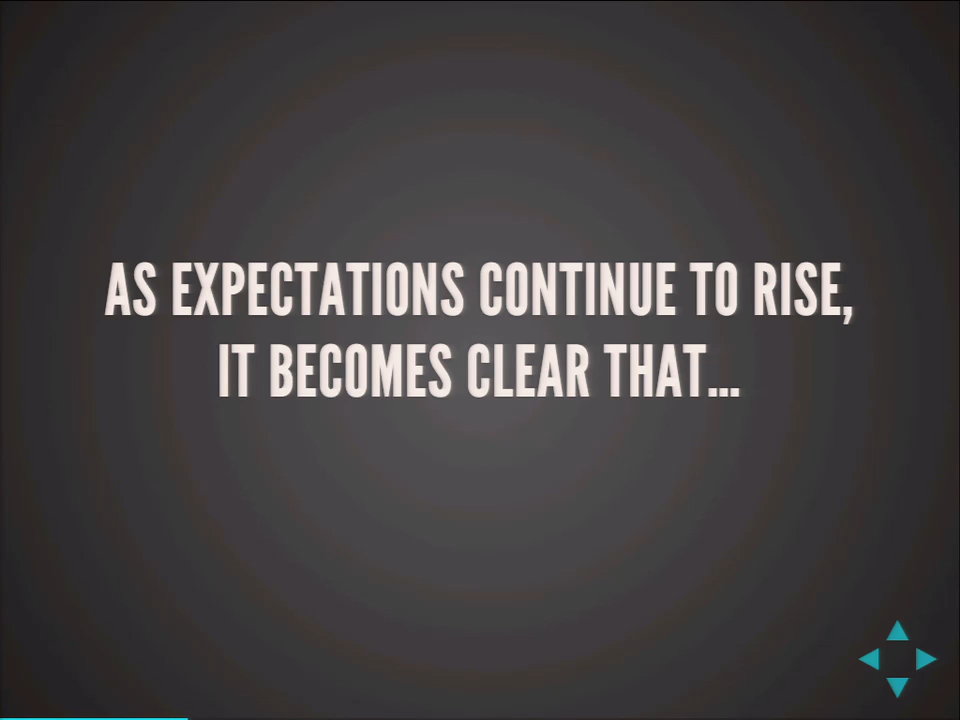 AS EXPECTATIONS CONTINUE TO RISE,
IT BECOMES CLEAR THAT...